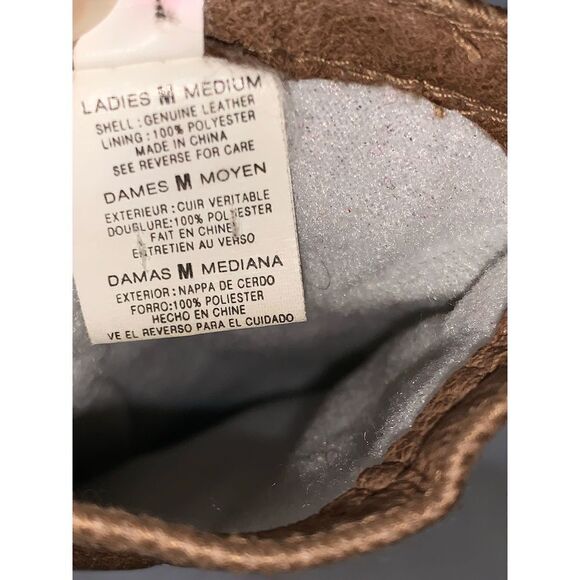 LADIES M MEDIUM
SHELL : GENUINE LEATHER
LINING : 100% POLYESTER
MADE IN CHINA
SEE REVERSE FOR CARE
DAMES M MOYEN
EXTERIEUR : CUIR VERITABLE
DOUBLURE:100% POLYESTER
FAIT EN CHINE
ENTRETIEN AU VERSO
DAMAS M MEDIANA
EXTERIOR : NAPPA DE CERDO
FORRO:100% POLIESTER
HECHO EN CHINE
VE EL REVERSO PARA EL CUIDADO